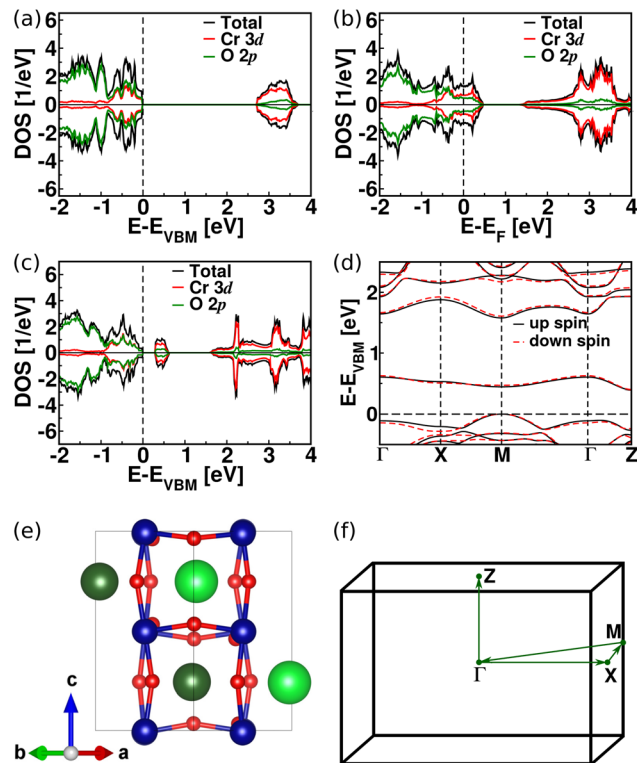 (a)
6
4
2
0
2
4
6
DOS [1/eV]
Total
Cr 3d
O 2p
-2
-1
0
1
2
3
4
E-E_VBM [eV]
(b)
6
4
2
0
2
4
6
DOS [1/eV]
Total
Cr 3d
O 2p
-2
-1
0
1
2
3
4
E-E_F [eV]
(c)
6
4
2
0
-2
-4
-6
DOS [1/eV]
Total
Cr 3d
O 2p
-2
-1
0
1
2
3
4
E-E_VBM [eV]
(d)
2
1
0
E-E_VBM [eV]
up spin
down spin
Γ
X
M
Γ
Z
(e)
c
b
a
(f)
Z
M
Γ
X